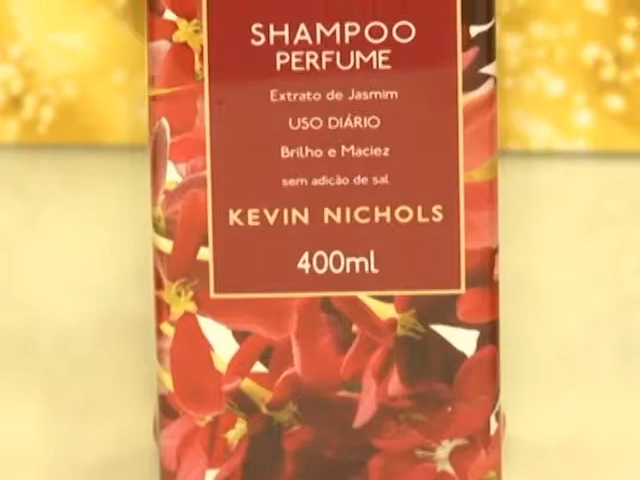 SHAMPOO
PERFUME
Extrato de Jasmim
USO DIÁRIO
Brilho e Maciez
sem adição de sal
KEVIN NICHOLS
400ml